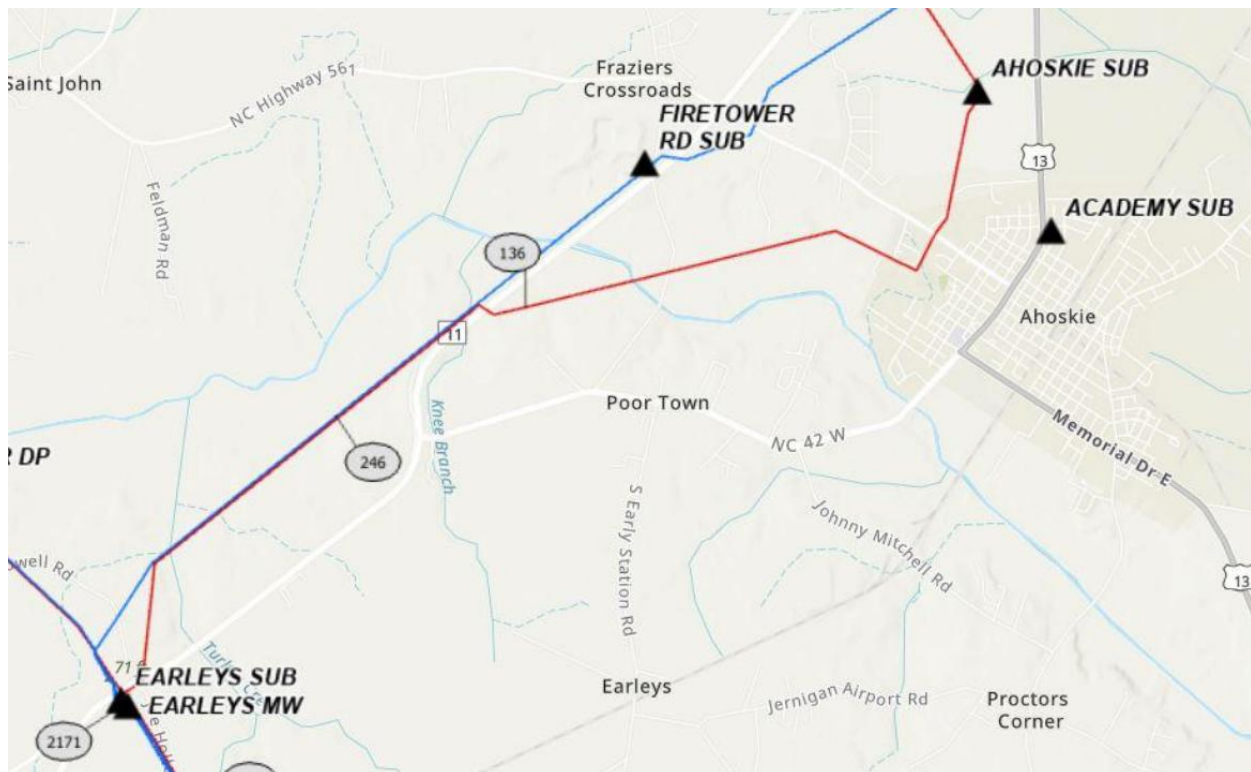 Saint John
NC Highway 561
Fraziers
Crossroads
AHOSKIE SUB
FIRETOWER
RD SUB
13
Feldman Rd
ACADEMY SUB
136
11
Ahoskie
Knee Branch
Poor Town
Memorial Dr E
NC 42 W
R DP
246
S Early Station Rd
Johnny Mitchell Rd
well Rd
13
71
EARLEYS SUB
EARLEYS MW
Earleys
Jernigan Airport Rd
Proctors
Corner
2171